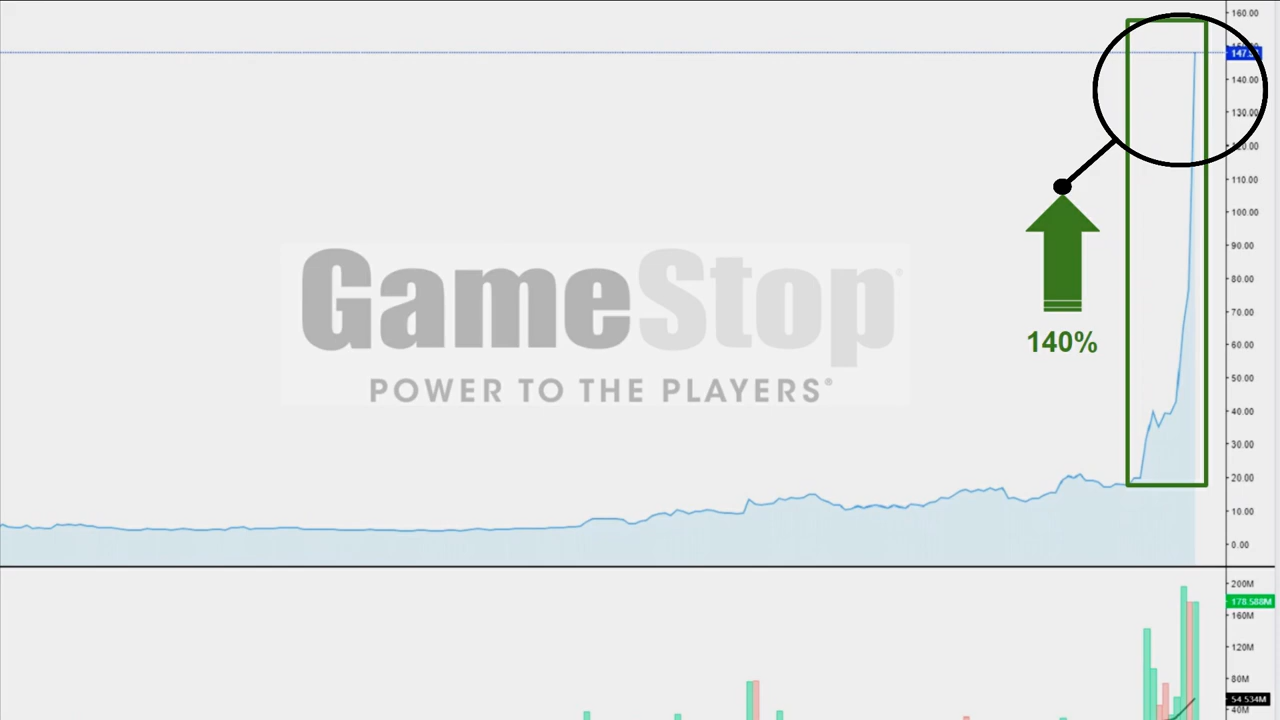 160.00
140.00
130.00
120.00
110.00
100.00
90.00
80.00
70.00
60.00
50.00
40.00
30.00
20.00
10.00
0.00
GameStop
POWER TO THE PLAYERS®
140%
200M
178.588M
160M
120M
80M
54.534M
40M